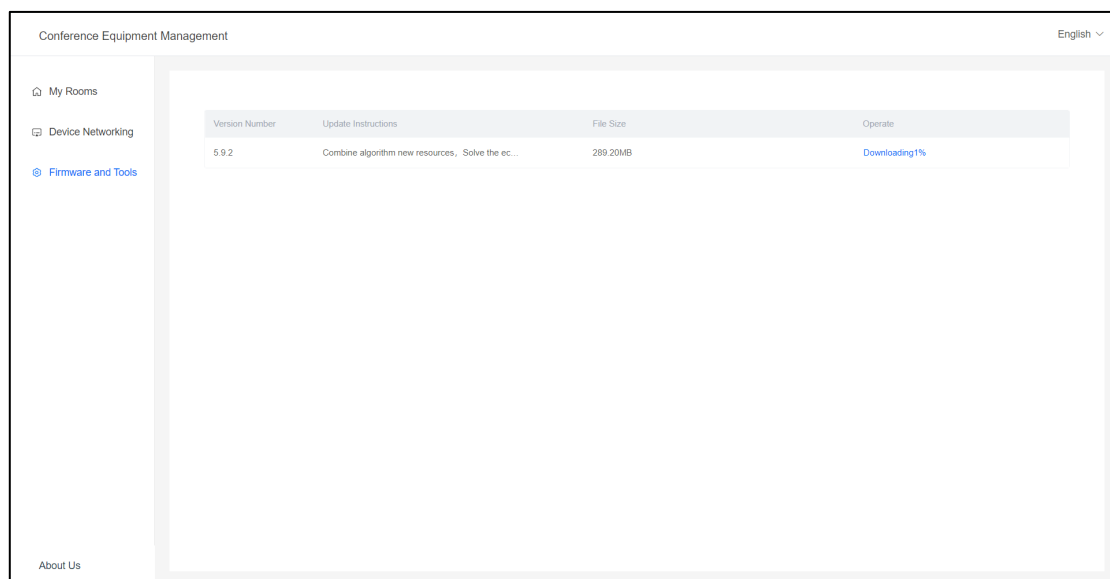 Conference Equipment Management
English
My Rooms
Device Networking
Firmware and Tools
Version Number Update Instructions File Size Operate
5.9.2 Combine algorithm new resources，Solve the ec... 289.20MB Downloading1%
About Us